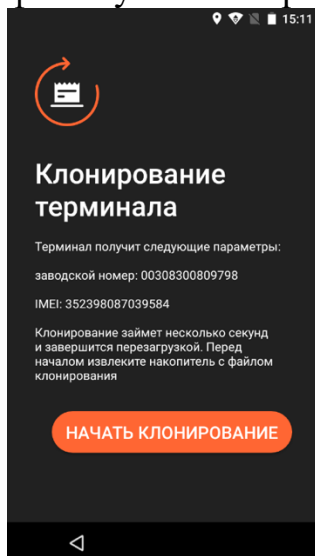 15:11
Клонирование
терминала
Терминал получит следующие параметры:
заводской номер: 00308300809798
IMEI: 352398087039584
Клонирование займет несколько секунд
и завершится перезагрузкой. Перед
началом извлеките накопитель с файлом
клонирования
НАЧАТЬ КЛОНИРОВАНИЕ